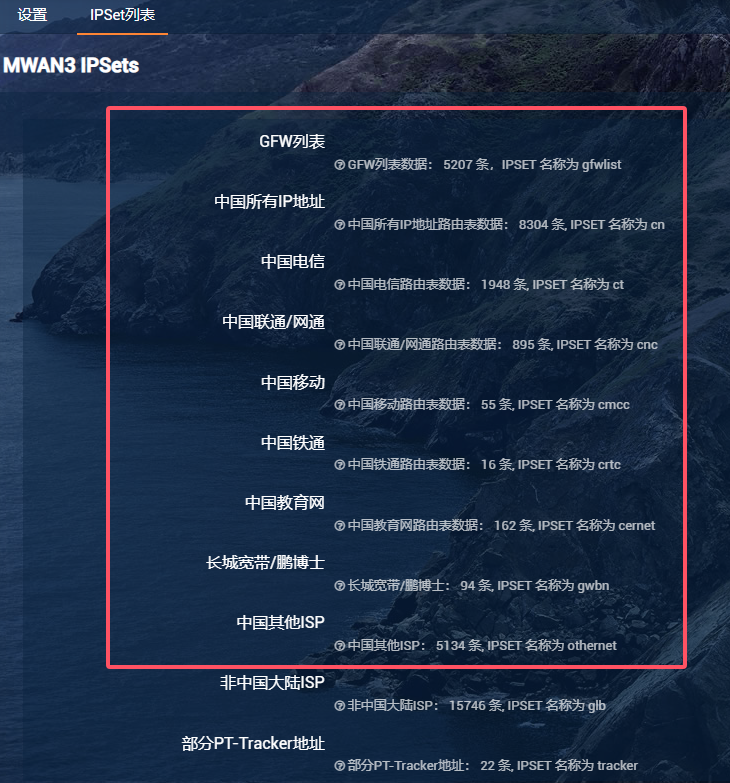 设置 IPSet列表
MWAN3 IPSets
GFW列表
GFW列表数据： 5207 条，IPSET 名称为 gfwlist
中国所有IP地址
中国所有IP地址路由表数据： 8304 条, IPSET 名称为 cn
中国电信
中国电信路由表数据： 1948 条, IPSET 名称为 ct
中国联通/网通
中国联通/网通路由表数据： 895 条, IPSET 名称为 cnc
中国移动
中国移动路由表数据： 55 条, IPSET 名称为 cmcc
中国铁通
中国铁通路由表数据： 16 条, IPSET 名称为 crtc
中国教育网
中国教育网路由表数据： 162 条, IPSET 名称为 cernet
长城宽带/鹏博士
长城宽带/鹏博士： 94 条, IPSET 名称为 gwbn
中国其他ISP
中国其他ISP： 5134 条, IPSET 名称为 othernet
非中国大陆ISP
非中国大陆ISP： 15746 条, IPSET 名称为 glb
部分PT-Tracker地址
部分PT-Tracker地址： 22 条, IPSET 名称为 tracker